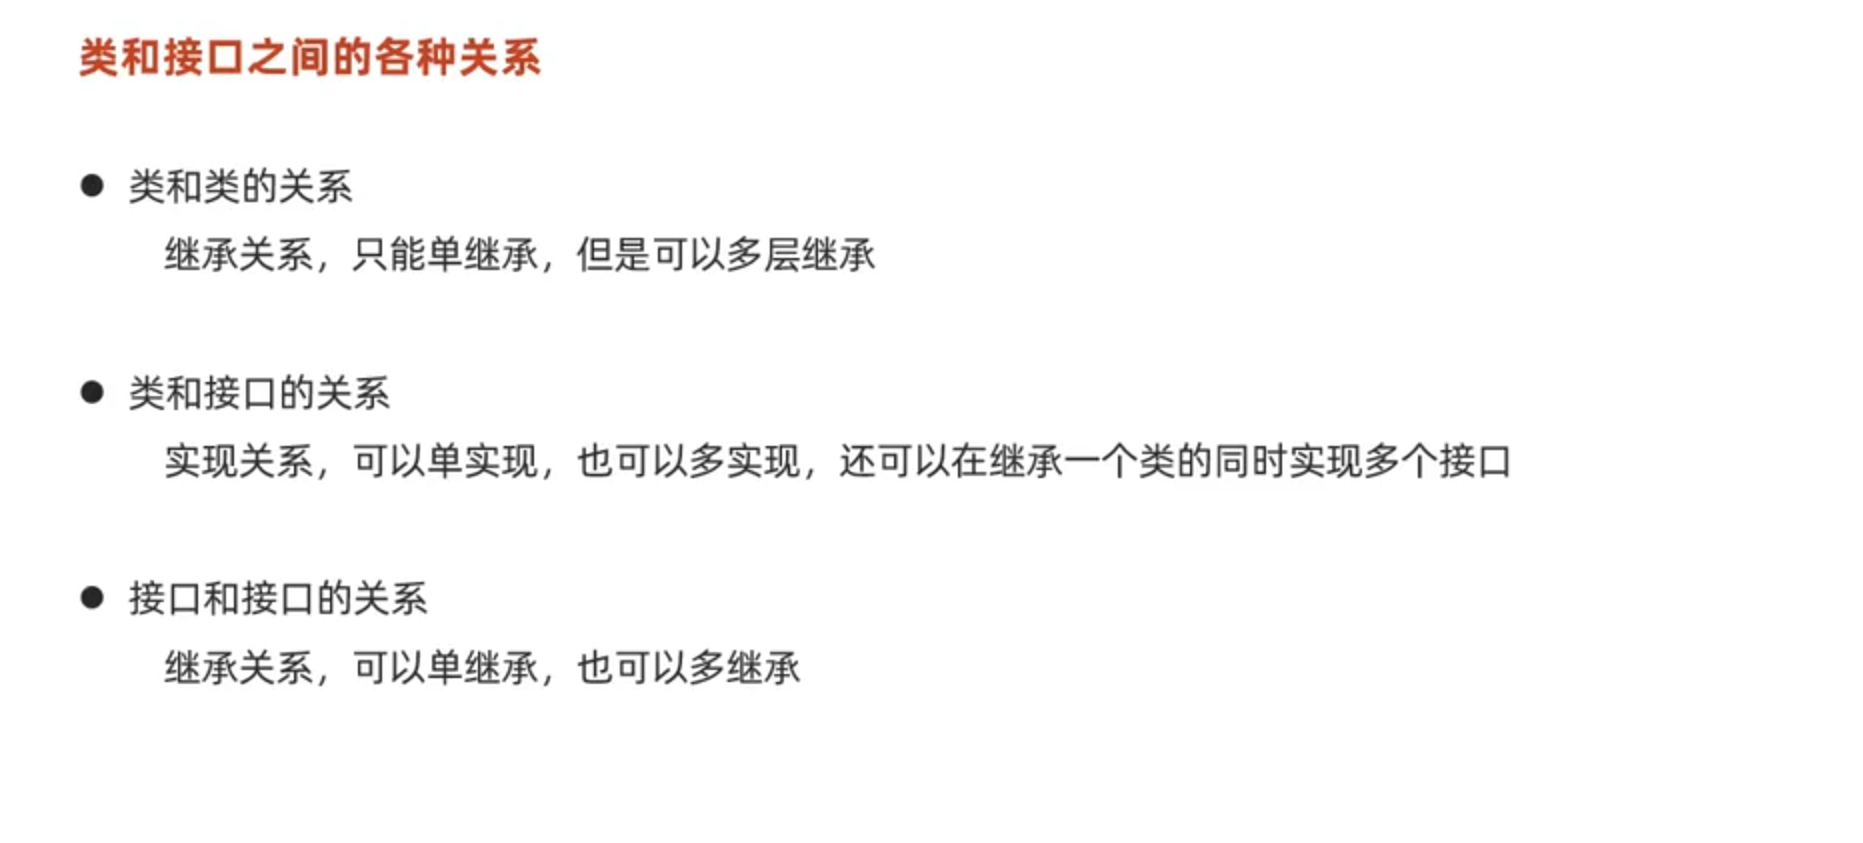 类和接口之间的各种关系
● 类和类的关系
继承关系，只能单继承，但是可以多层继承
● 类和接口的关系
实现关系，可以单实现，也可以多实现，还可以在继承一个类的同时实现多个接口
● 接口和接口的关系
继承关系，可以单继承，也可以多继承